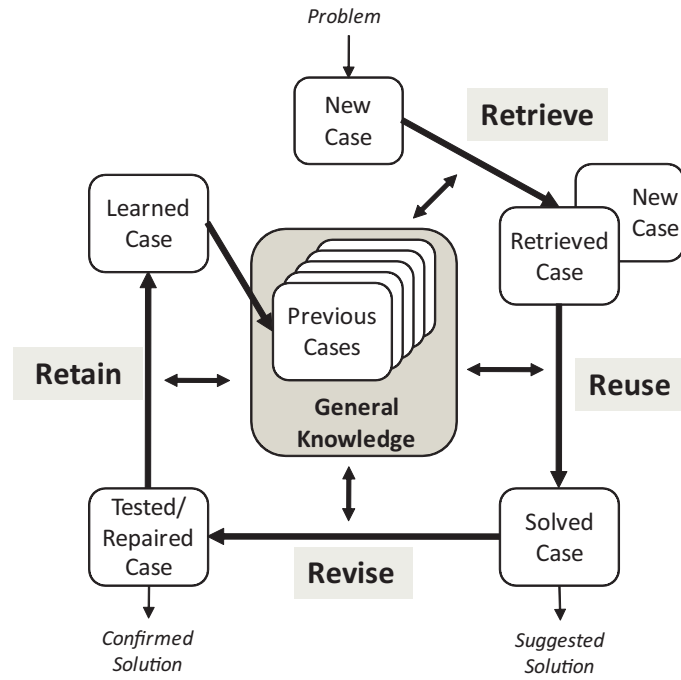 Problem
New
Case
Retrieve
New
Case
Retrieved
Case
Learned
Case
Previous
Cases
General
Knowledge
Retain
Reuse
Tested/
Repaired
Case
Revise
Solved
Case
Confirmed
Solution
Suggested
Solution